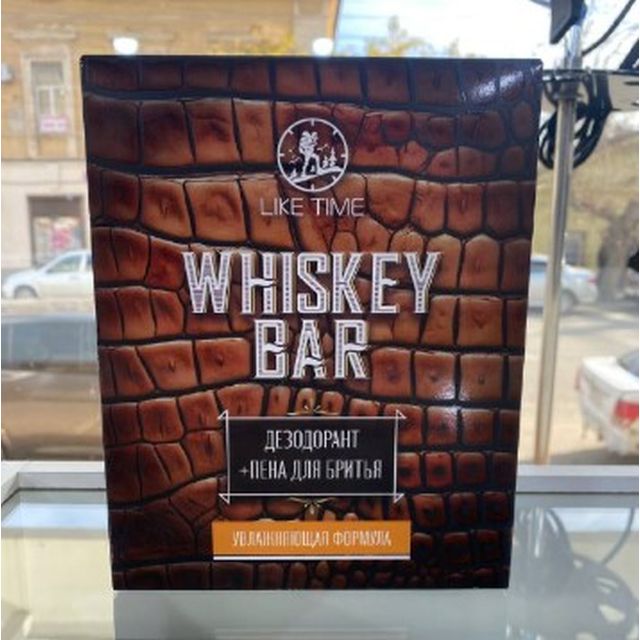 LIKE TIME
WHISKEY
BAR
ДЕЗОДОРАНТ
+ПЕНА ДЛЯ БРИТЬЯ
УВЛАЖНЯЮЩАЯ ФОРМУЛА